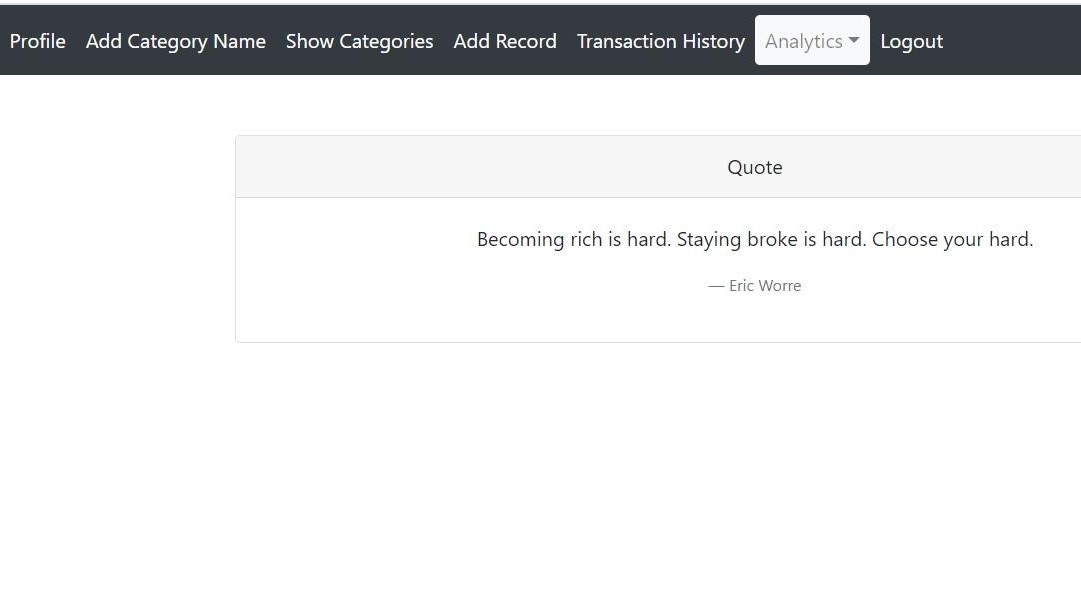 Profile Add Category Name Show Categories Add Record Transaction History Analytics Logout
Quote
Becoming rich is hard. Staying broke is hard. Choose your hard.
— Eric Worre